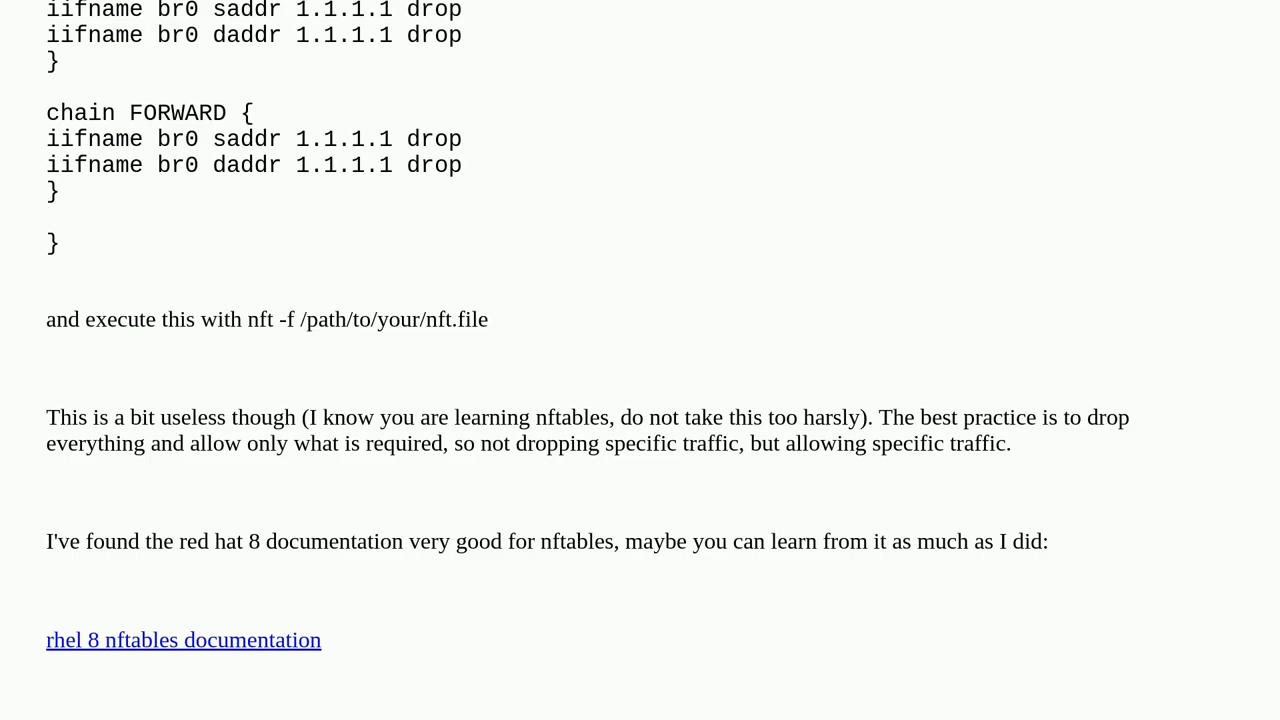 iifname br0 saddr 1.1.1.1 drop
iifname br0 daddr 1.1.1.1 drop
}
chain FORWARD {
iifname br0 saddr 1.1.1.1 drop
iifname br0 daddr 1.1.1.1 drop
}
}
and execute this with nft -f /path/to/your/nft.file
This is a bit useless though (I know you are learning nftables, do not take this too harsly). The best practice is to drop
everything and allow only what is required, so not dropping specific traffic, but allowing specific traffic.
I've found the red hat 8 documentation very good for nftables, maybe you can learn from it as much as I did:
rhel 8 nftables documentation